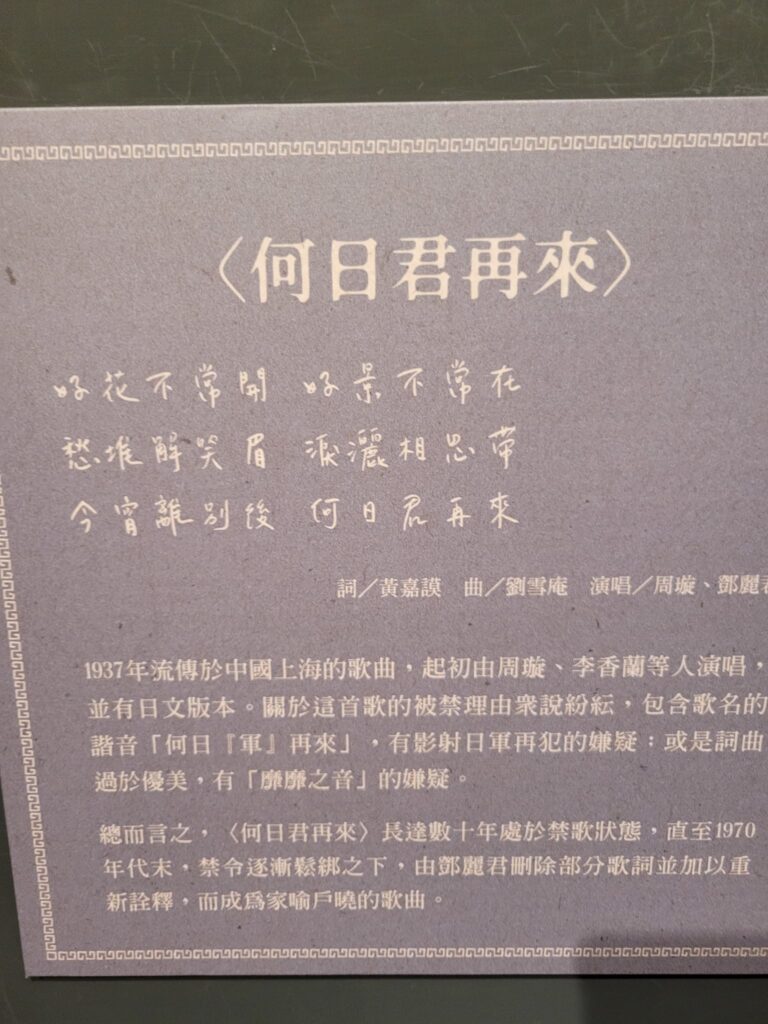 〈何日君再來〉
好花不常開 好景不常在
愁堆解笑眉 淚灑相思帶
今宵離別後 何日君再來
詞／黃嘉謨 曲／劉雪庵 演唱／周璇、鄧麗君
1937年流傳於中國上海的歌曲，起初由周璇、李香蘭等人演唱，
並有日文版本。關於這首歌的被禁理由眾說紛紜，包含歌名的
諧音「何日『軍』再來」，有影射日軍再犯的嫌疑；或是詞曲
過於優美，有「靡靡之音」的嫌疑。
總而言之，〈何日君再來〉長達數十年處於禁歌狀態，直至1970
年代末，禁令逐漸鬆綁之下，由鄧麗君刪除部分歌詞並加以重
新詮釋，而成為家喻戶曉的歌曲。